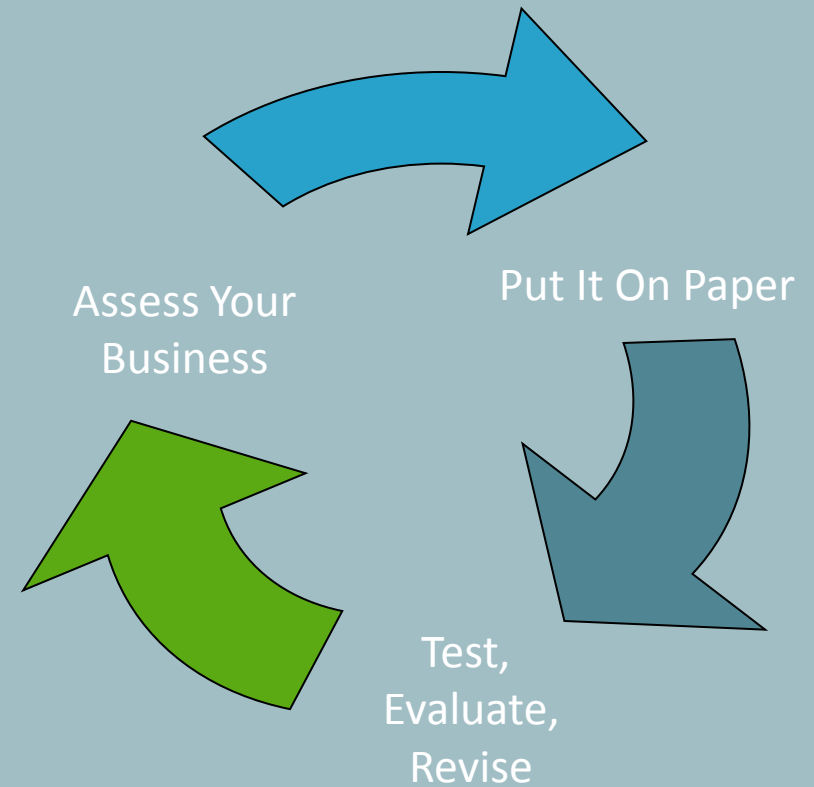 Assess Your
Business
Put It On Paper
Test,
Evaluate,
Revise